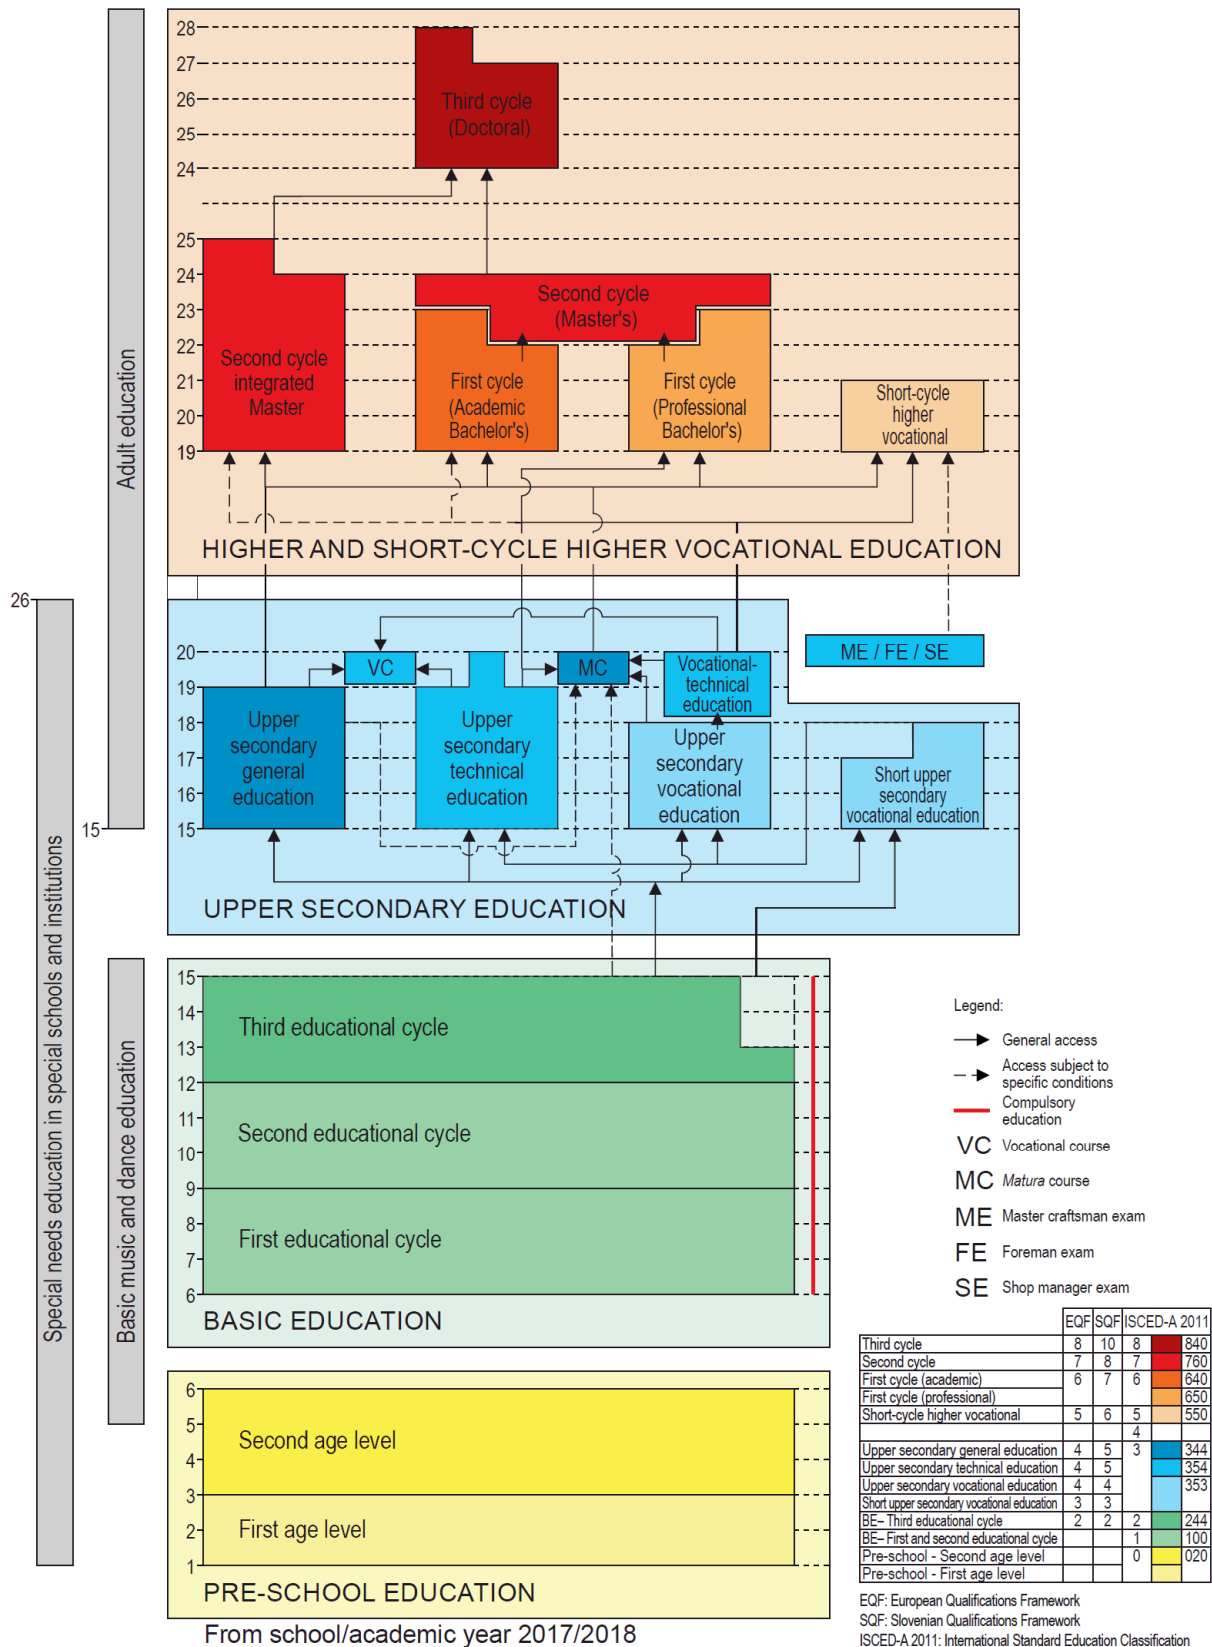 28
27
26
25
24
25
24
23
22
21
20
19
Third cycle
(Doctoral)
Second cycle
(Master's)
Second cycle
integrated
Master
First cycle
(Academic
Bachelor's)
First cycle
(Professional
Bachelor's)
Short-cycle
higher
vocational
HIGHER AND SHORT-CYCLE HIGHER VOCATIONAL EDUCATION
Adult education
26
15
Special needs education in special schools and institutions
20
19
18
17
16
15
VC
MC
Vocational-
technical
education
ME / FE / SE
Upper
secondary
general
education
Upper
secondary
technical
education
Upper
secondary
vocational
education
Short upper
secondary
vocational education
UPPER SECONDARY EDUCATION
Basic music and dance education
15
14
13
12
11
10
9
8
7
6
Third educational cycle
Second educational cycle
First educational cycle
BASIC EDUCATION
6
5
4
3
2
1
Second age level
First age level
PRE-SCHOOL EDUCATION
From school/academic year 2017/2018
Legend:
General access
Access subject to
specific conditions
Compulsory
education
VC Vocational course
MC Matura course
ME Master craftsman exam
FE Foreman exam
SE Shop manager exam
EQF SQF ISCED-A 2011
Third cycle 8 10 8 840
Second cycle 7 8 7 760
First cycle (academic) 6 7 6 640
First cycle (professional) 650
Short-cycle higher vocational 5 6 5 550
4
Upper secondary general education 4 5 3 344
Upper secondary technical education 4 5 354
Upper secondary vocational education 4 4 353
Short upper secondary vocational education 3 3
BE– Third educational cycle 2 2 2 244
BE– First and second educational cycle 1 100
Pre-school - Second age level 0 020
Pre-school - First age level
EQF: European Qualifications Framework
SQF: Slovenian Qualifications Framework
ISCED-A 2011: International Standard Education Classification